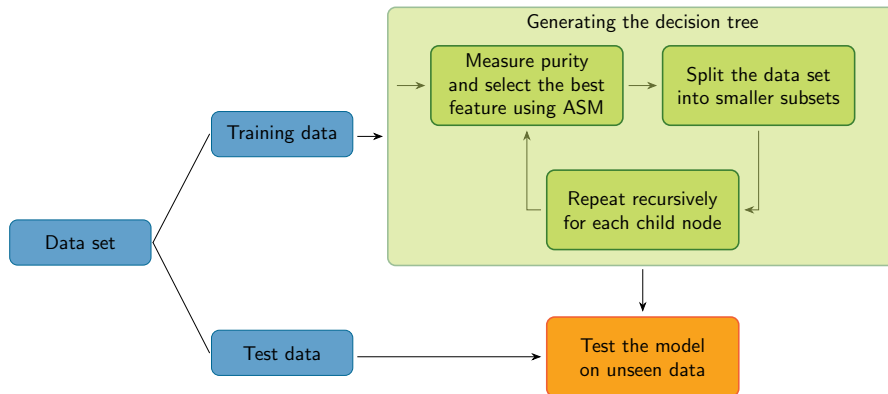 Generating the decision tree
Measure purity
and select the best
feature using ASM
Split the data set
into smaller subsets
Training data
Repeat recursively
for each child node
Data set
Test data
Test the model
on unseen data